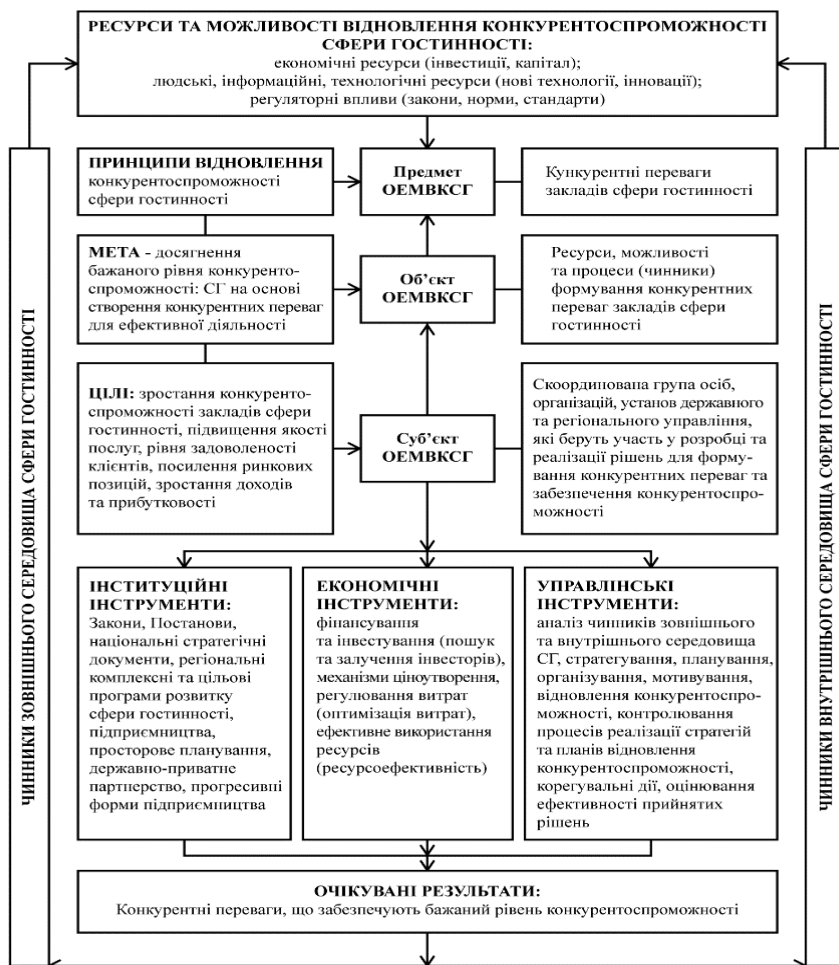 РЕСУРСИ ТА МОЖЛИВОСТІ ВІДНОВЛЕННЯ КОНКУРЕНТОСПРОМОЖНОСТІ
СФЕРИ ГОСТИННОСТІ:
економічні ресурси (інвестиції, капітал);
людські, інформаційні, технологічні ресурси (нові технології, інновації);
регуляторні впливи (закони, норми, стандарти)
ЧИННИКИ ЗОВНІШНЬОГО СЕРЕДОВИЩА СФЕРИ ГОСТИННОСТІ
ПРИНЦИПИ ВІДНОВЛЕННЯ
конкурентоспроможності
сфери гостинності
Предмет
ОЕМВКСГ
Кункурентні переваги
закладів сфери гостинності
МЕТА - досягнення
бажаного рівня конкуренто-
спроможності: СГ на основі
створення конкурентних переваг
для ефективної діяльності
Об’єкт
ОЕМВКСГ
Ресурси, можливості
та процеси (чинники)
формування конкурентних
переваг закладів сфери
гостинності
ЦІЛІ: зростання конкуренто-
спроможності закладів сфери
гостинності, підвищення якості
послуг, рівня задоволеності
клієнтів, посилення ринкових
позицій, зростання доходів
та прибутковості
Суб’єкт
ОЕМВКСГ
Скоординована група осіб,
організацій, установ державного
та регіонального управління,
які беруть участь у розробці та
реалізації рішень для форму-
вання конкурентних переваг та
забезпечення конкурентоспро-
можності
ІНСТИТУЦІЙНІ
ІНСТРУМЕНТИ:
Закони, Постанови,
національні стратегічні
документи, регіональні
комплексні та цільові
програми розвитку
сфери гостинності,
підприємництва,
просторове планування,
державно-приватне
партнерство, прогресивні
форми підприємництва
ЕКОНОМІЧНІ
ІНСТРУМЕНТИ:
фінансування
та інвестування (пошук
та залучення інвесторів),
механізми ціноутворення,
регулювання витрат
(оптимізація витрат),
ефективне використання
ресурсів
(ресурсоефективність)
УПРАВЛІНСЬКІ
ІНСТРУМЕНТИ:
аналіз чинників зовнішнього
та внутрішнього середовища
СГ, стратегування, планування,
організування, мотивування,
відновлення конкурентоспро-
можності, контролювання
процесів реалізації стратегій
та планів відновлення
конкурентоспроможності,
корегувальні дії, оцінювання
ефективності прийнятих
рішень
ОЧІКУВАНІ РЕЗУЛЬТАТИ:
Конкурентні переваги, що забезпечують бажаний рівень конкурентоспроможності
ЧИННИКИ ВНУТРІШНЬОГО СЕРЕДОВИЩА СФЕРИ ГОСТИННОСТІ